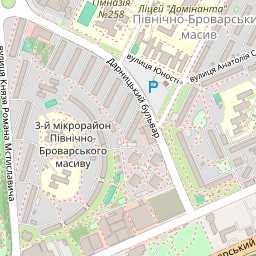 Гімназія
№258
Ліцей "Домінанта"
Північно-Броварський
масив
вулиця Юності
вулиця Анатолія С
Дарницький бульвар
P
3-й мікрорайон
Північно-
Броварського
масиву
вулиця Князя Романа Мстиславича